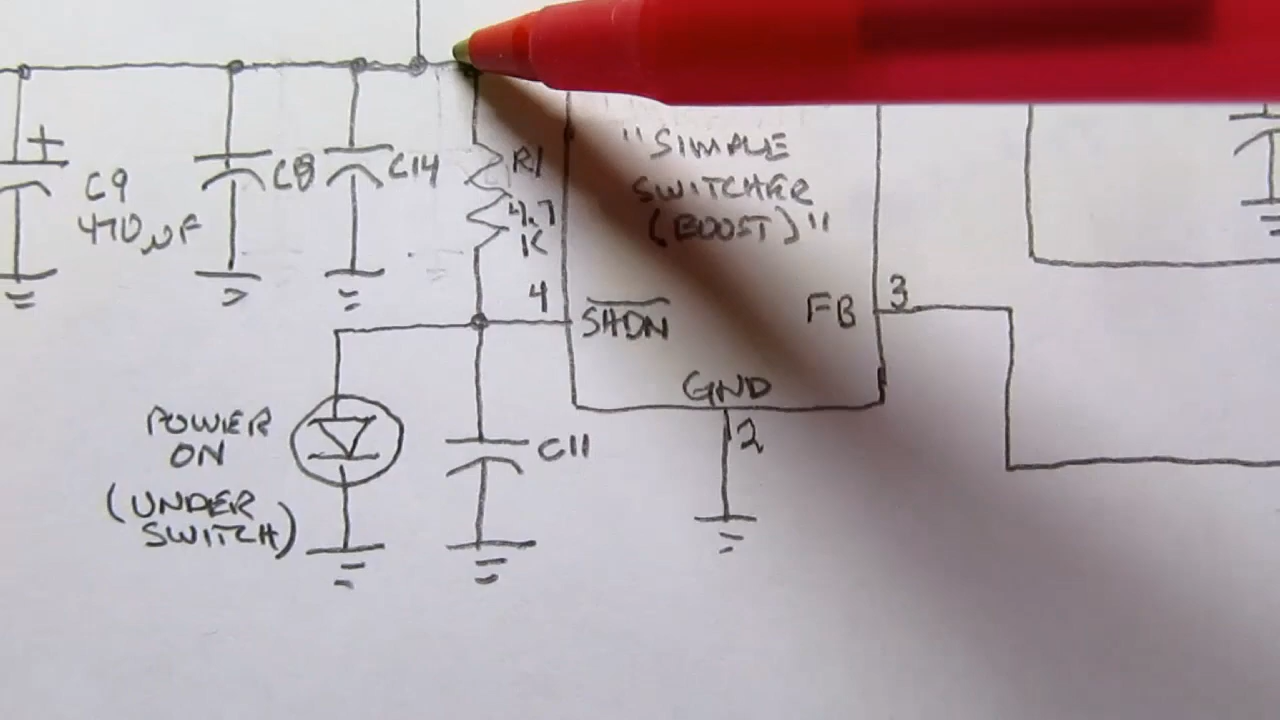 +
C9
470µF
C8
C14
R1
4.7
K
"SIMPLE
SWITCHER
(BOOST)"
4
SHDN
FB
3
GND
2
POWER
ON
(UNDER
SWITCH)
C11